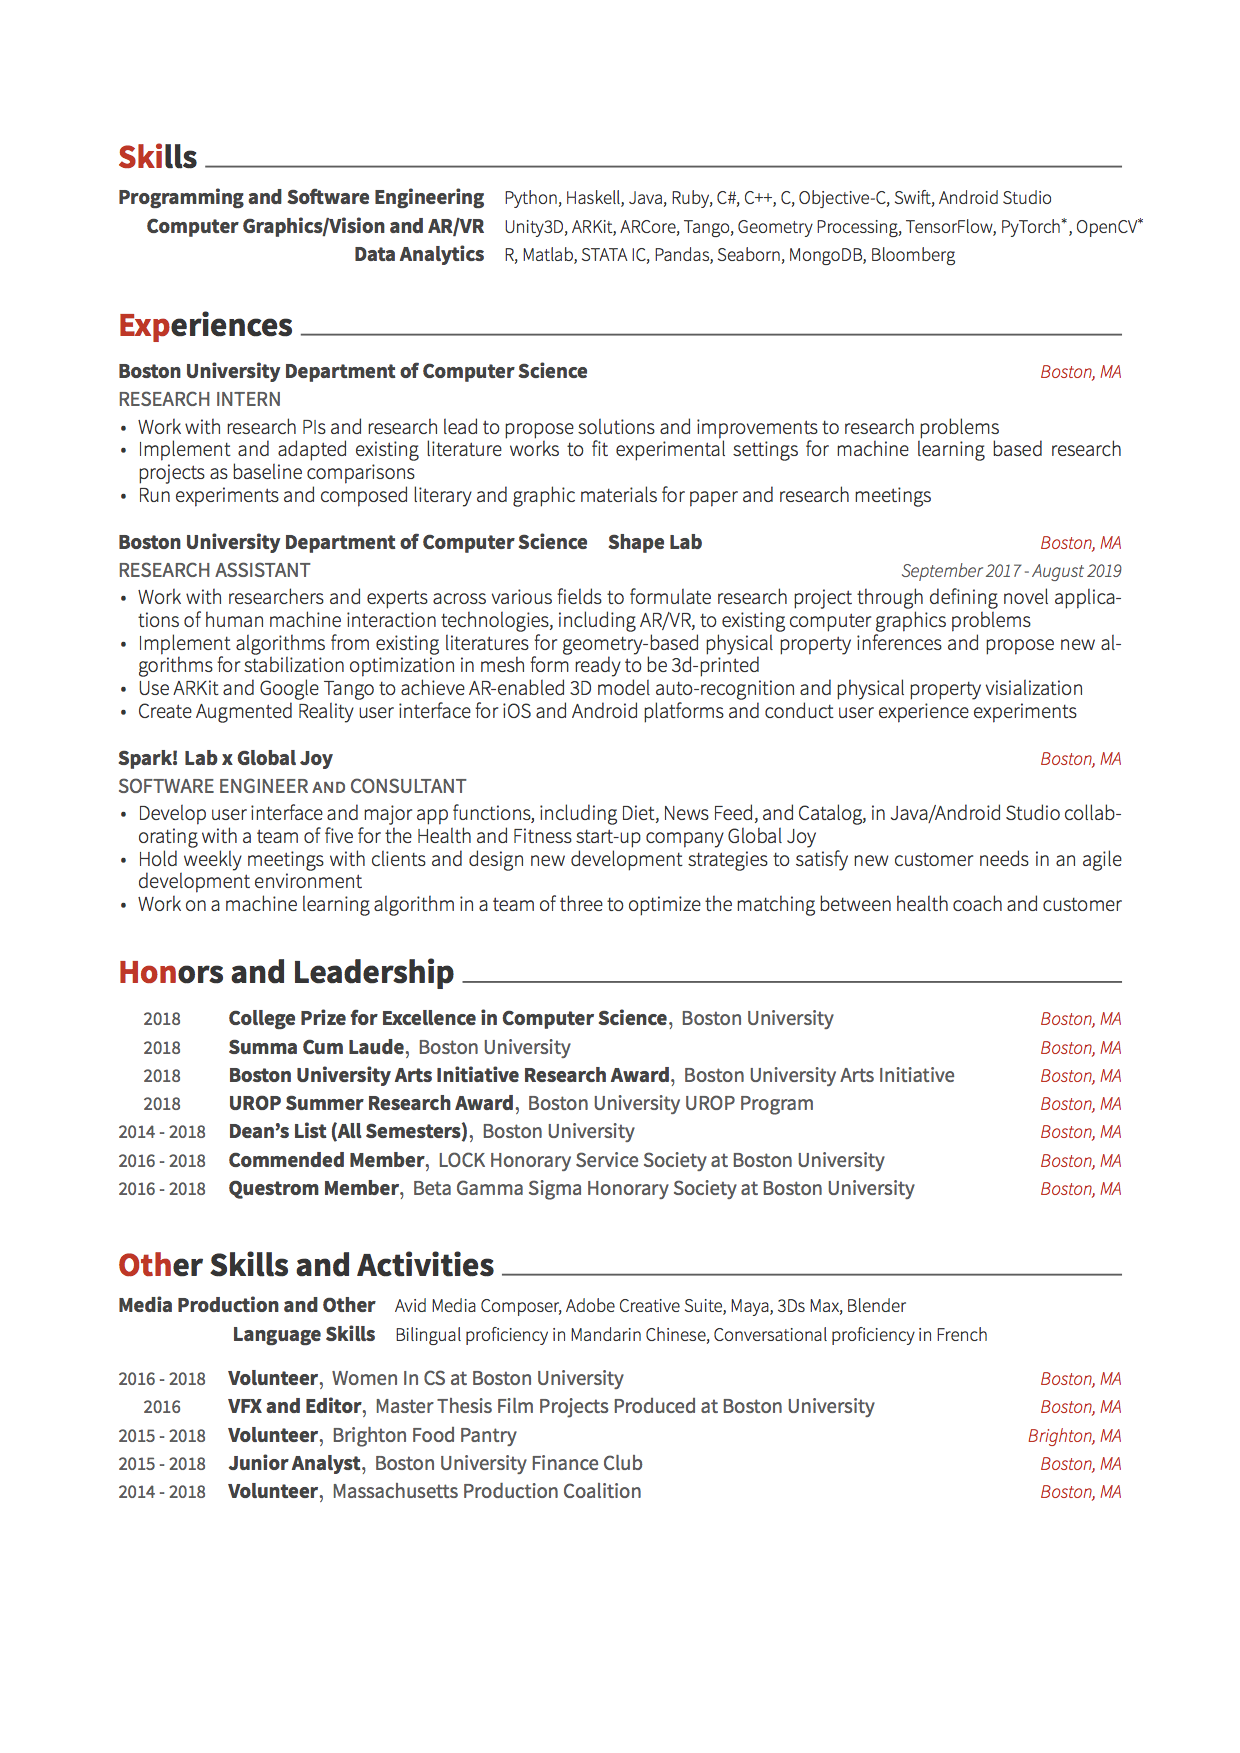 Skills
Programming and Software Engineering Python, Haskell, Java, Ruby, C#, C++, C, Objective-C, Swift, Android Studio
Computer Graphics/Vision and AR/VR Unity3D, ARKit, ARCore, Tango, Geometry Processing, TensorFlow, PyTorch*, OpenCV*
Data Analytics R, Matlab, STATA IC, Pandas, Seaborn, MongoDB, Bloomberg
Experiences
Boston University Department of Computer Science Boston, MA
RESEARCH INTERN
• Work with research PIs and research lead to propose solutions and improvements to research problems
• Implement and adapted existing literature works to fit experimental settings for machine learning based research
projects as baseline comparisons
• Run experiments and composed literary and graphic materials for paper and research meetings
Boston University Department of Computer Science Shape Lab Boston, MA
RESEARCH ASSISTANT September 2017 - August 2019
• Work with researchers and experts across various fields to formulate research project through defining novel applica-
tions of human machine interaction technologies, including AR/VR, to existing computer graphics problems
• Implement algorithms from existing literatures for geometry-based physical property inferences and propose new al-
gorithms for stabilization optimization in mesh form ready to be 3d-printed
• Use ARKit and Google Tango to achieve AR-enabled 3D model auto-recognition and physical property visialization
• Create Augmented Reality user interface for iOS and Android platforms and conduct user experience experiments
Spark! Lab x Global Joy Boston, MA
SOFTWARE ENGINEER AND CONSULTANT
• Develop user interface and major app functions, including Diet, News Feed, and Catalog, in Java/Android Studio collab-
orating with a team of five for the Health and Fitness start-up company Global Joy
• Hold weekly meetings with clients and design new development strategies to satisfy new customer needs in an agile
development environment
• Work on a machine learning algorithm in a team of three to optimize the matching between health coach and customer
Honors and Leadership
2018 College Prize for Excellence in Computer Science, Boston University Boston, MA
2018 Summa Cum Laude, Boston University Boston, MA
2018 Boston University Arts Initiative Research Award, Boston University Arts Initiative Boston, MA
2018 UROP Summer Research Award, Boston University UROP Program Boston, MA
2014 - 2018 Dean's List (All Semesters), Boston University Boston, MA
2016 - 2018 Commended Member, LOCK Honorary Service Society at Boston University Boston, MA
2016 - 2018 Questrom Member, Beta Gamma Sigma Honorary Society at Boston University Boston, MA
Other Skills and Activities
Media Production and Other Avid Media Composer, Adobe Creative Suite, Maya, 3Ds Max, Blender
Language Skills Bilingual proficiency in Mandarin Chinese, Conversational proficiency in French
2016 - 2018 Volunteer, Women In CS at Boston University Boston, MA
2016 VFX and Editor, Master Thesis Film Projects Produced at Boston University Boston, MA
2015 - 2018 Volunteer, Brighton Food Pantry Brighton, MA
2015 - 2018 Junior Analyst, Boston University Finance Club Boston, MA
2014 - 2018 Volunteer, Massachusetts Production Coalition Boston, MA